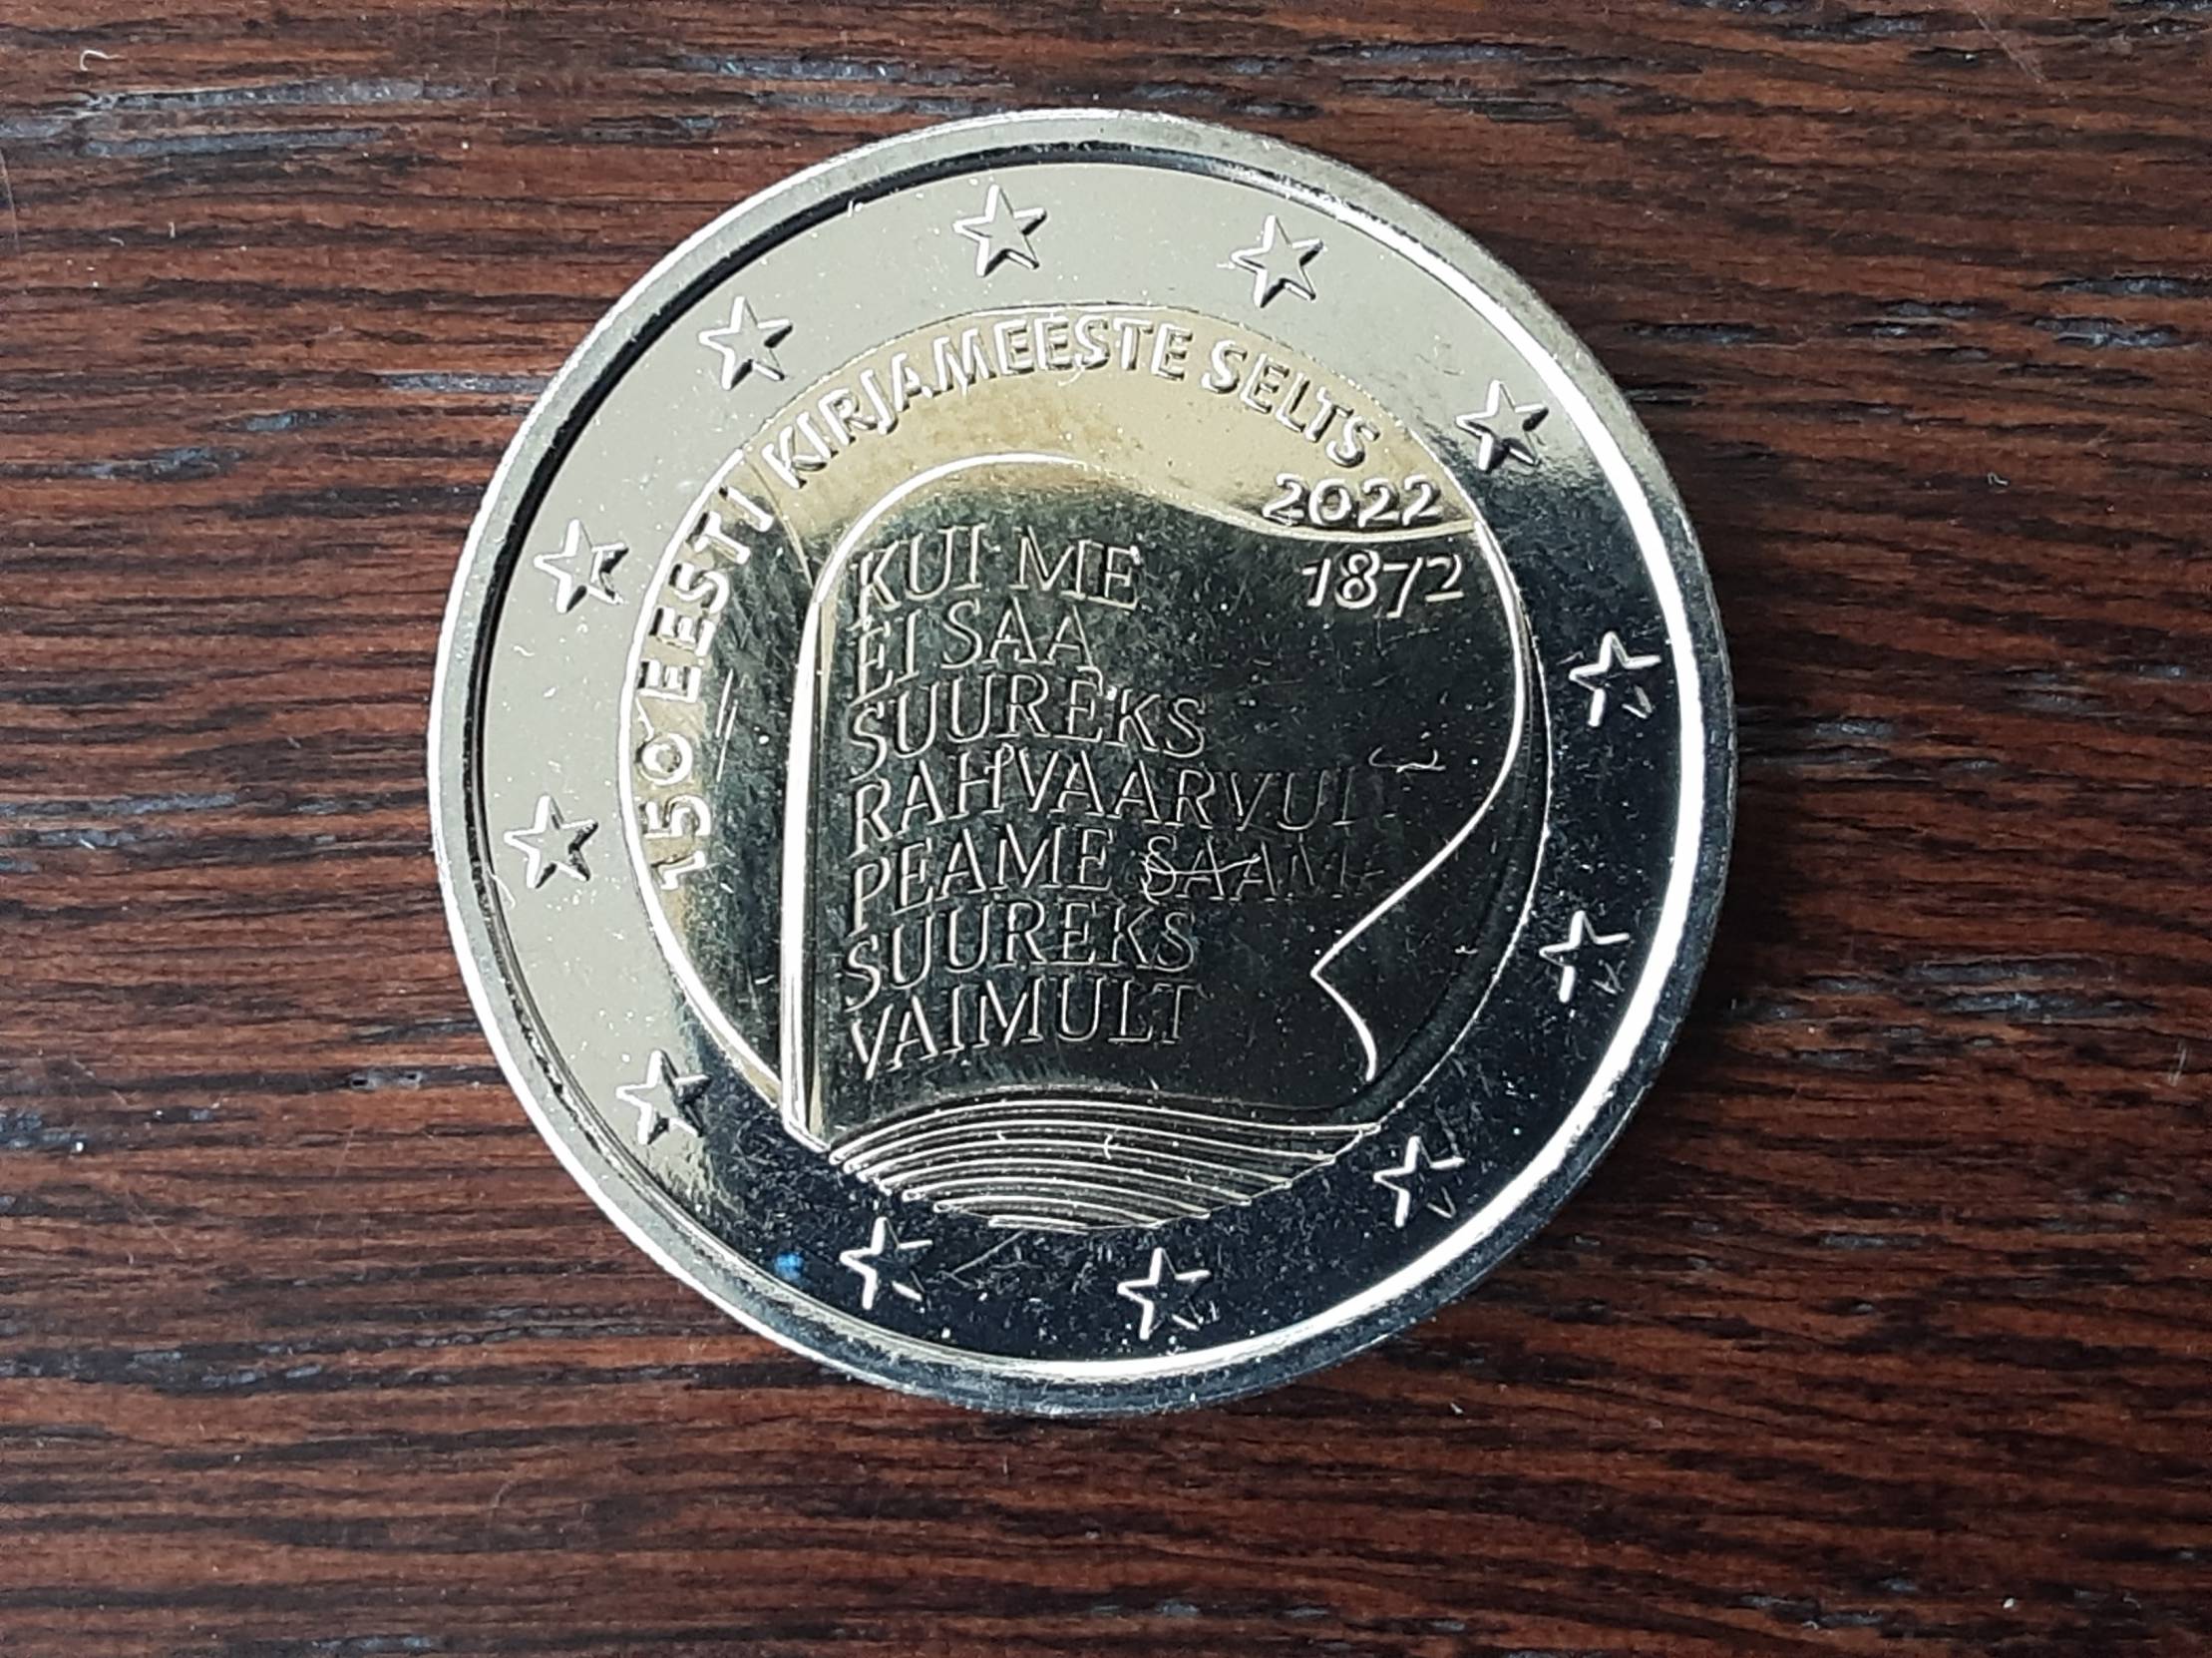 150 EESTI KIRJAMEESTE SELTS
2022
1872
KUI ME
EI SAA
SUUREKS
RAHVAARVULT
PEAME SAAMA
SUUREKS
VAIMULT